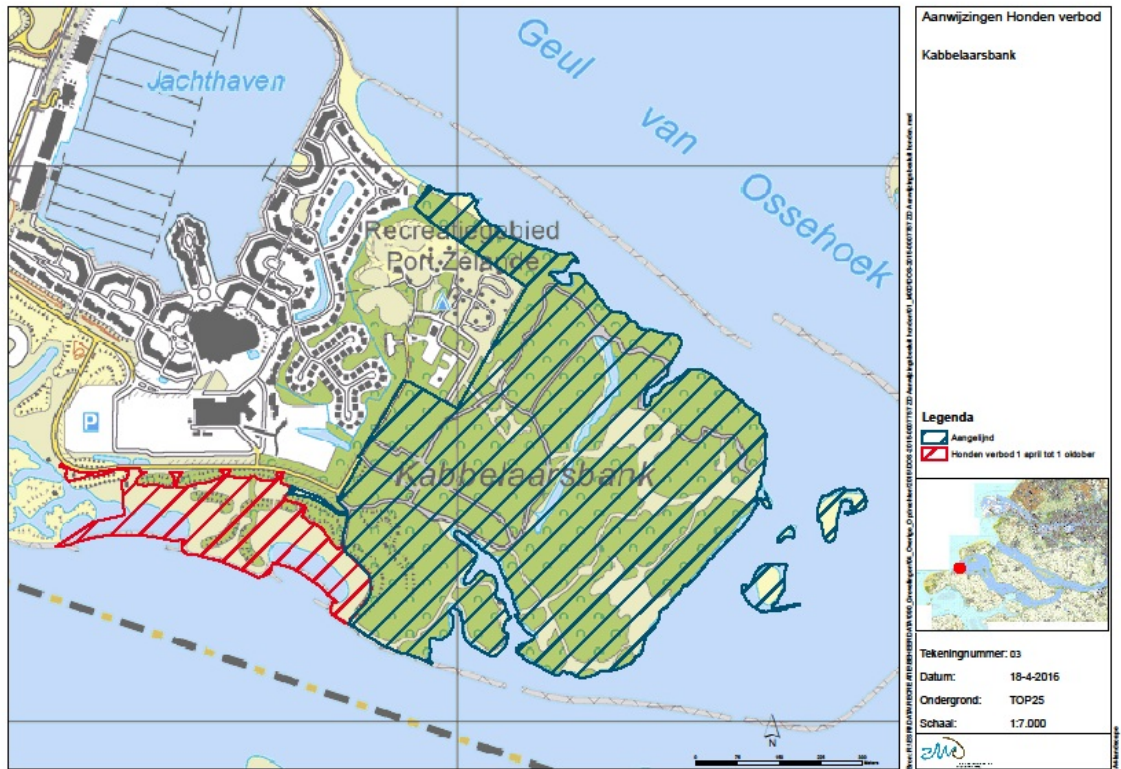 Jachthaven
Geul
van
Ossehoek
Recreatiegebied
Port-Zelande
Kabbelaarsbank
P
N
Aanwijzingen Honden verbod
Kabbelaarsbank
Legenda
Aangelijnd
Honden verbod 1 april tot 1 oktober
Tekeningnummer: 03
Datum: 18-4-2016
Ondergrond: TOP25
Schaal: 1:7.000